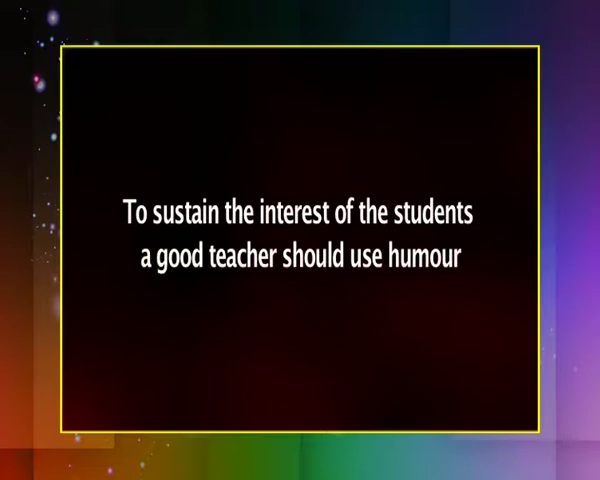 To sustain the interest of the students
a good teacher should use humour